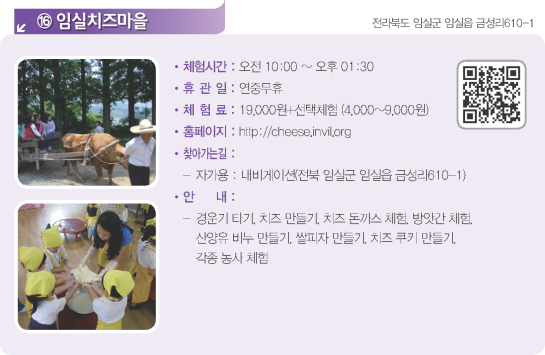 ⑯ 임실치즈마을
전라북도 임실군 임실읍 금성리610-1
• 체험시간 : 오전 10:00 ~ 오후 01:30
• 휴 관 일 : 연중무휴
• 체 험 료 : 19,000원+선택체험 (4,000~9,000원)
• 홈페이지 : http://cheese.invil.org
• 찾아가는길 :
- 자가용 : 내비게이션(전북 임실군 임실읍 금성리610-1)
• 안 내 :
- 경운기 타기, 치즈 만들기, 치즈 돈까스 체험, 방앗간 체험,
산양유 비누 만들기, 쌀피자 만들기, 치즈 쿠키 만들기,
각종 농사 체험